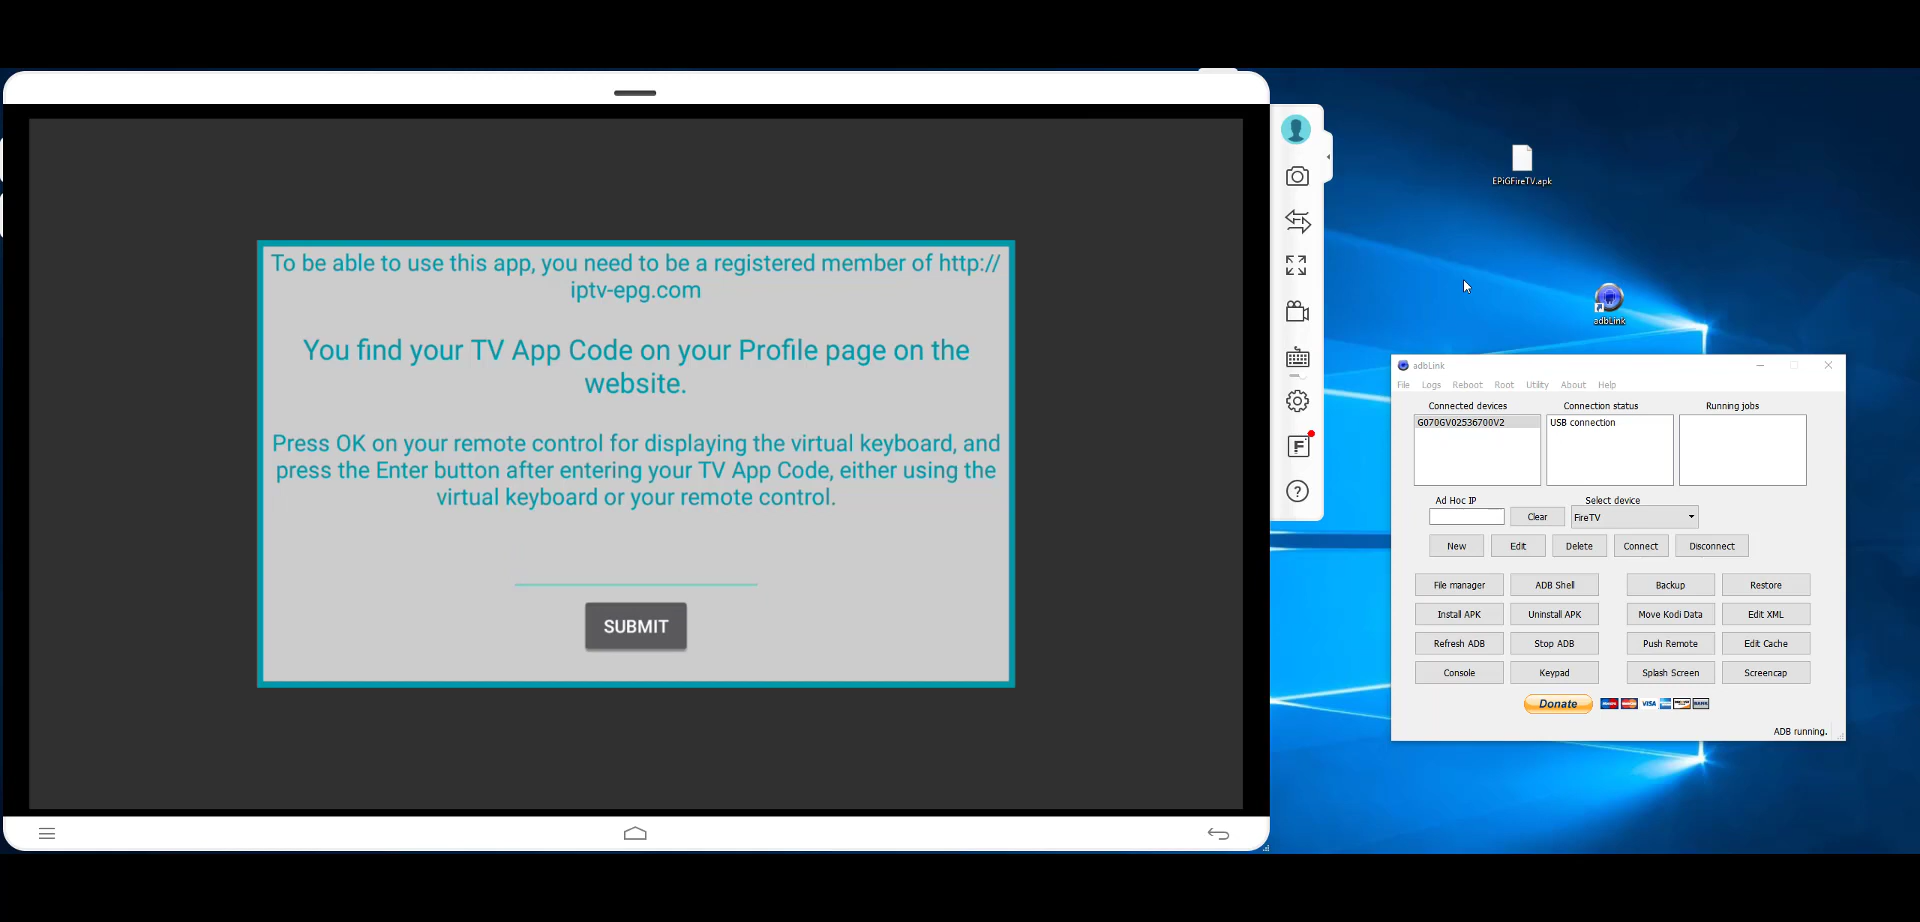 To be able to use this app, you need to be a registered member of http://
iptv-epg.com
You find your TV App Code on your Profile page on the
website.
Press OK on your remote control for displaying the virtual keyboard, and
press the Enter button after entering your TV App Code, either using the
virtual keyboard or your remote control.
SUBMIT
EPiGFireTV.apk
adbLink
adbLink
File Logs Reboot Root Utility About Help
Connected devices Connection status Running jobs
G070GV02536700V2 USB connection
Ad Hoc IP Select device
Clear FireTV
New Edit Delete Connect Disconnect
File manager ADB Shell Backup Restore
Install APK Uninstall APK Move Kodi Data Edit XML
Refresh ADB Stop ADB Push Remote Edit Cache
Console Keypad Splash Screen Screencap
Donate VISA
ADB running.